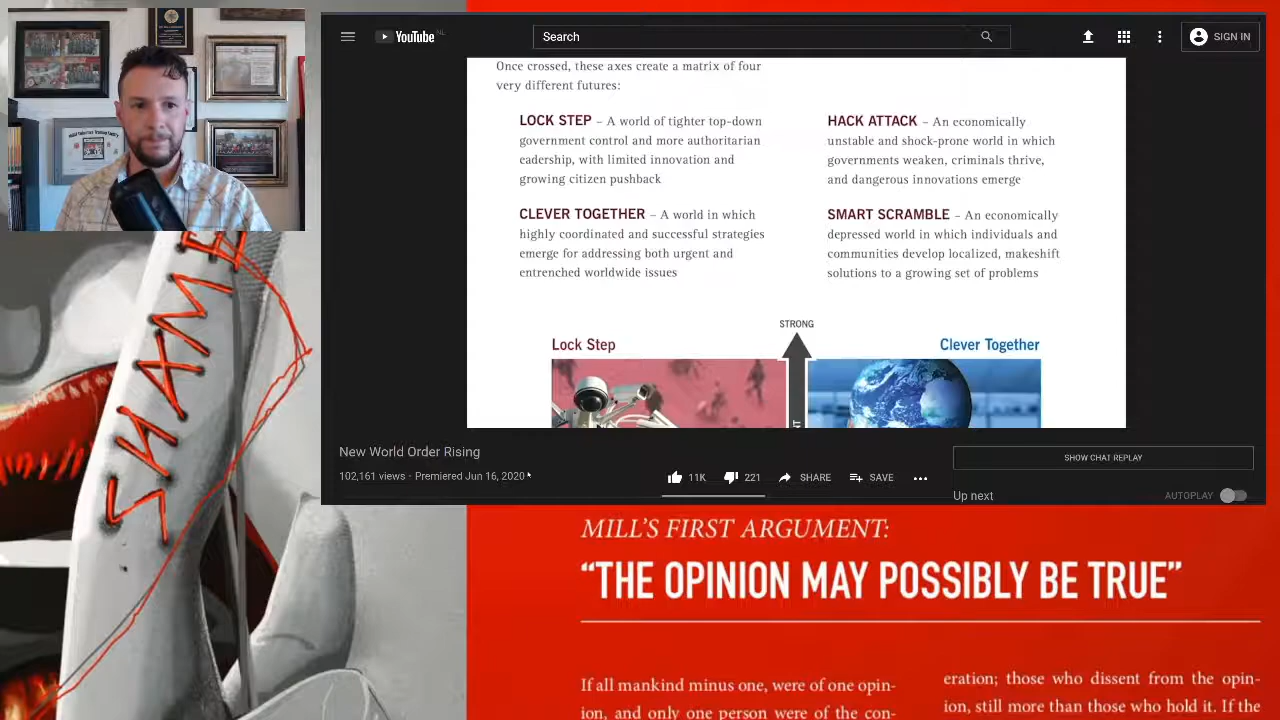 YouTube NL
Search
SIGN IN
Once crossed, these axes create a matrix of four
very different futures:
LOCK STEP – A world of tighter top-down
government control and more authoritarian
eadership, with limited innovation and
growing citizen pushback
HACK ATTACK – An economically
unstable and shock-prone world in which
governments weaken, criminals thrive,
and dangerous innovations emerge
CLEVER TOGETHER – A world in which
highly coordinated and successful strategies
emerge for addressing both urgent and
entrenched worldwide issues
SMART SCRAMBLE – An economically
depressed world in which individuals and
communities develop localized, makeshift
solutions to a growing set of problems
STRONG
Lock Step
Clever Together
New World Order Rising
102,161 views · Premiered Jun 16, 2020
11K
221
SHARE
SAVE
SHOW CHAT REPLAY
Up next
AUTOPLAY
SHAME
MILL'S FIRST ARGUMENT:
“THE OPINION MAY POSSIBLY BE TRUE”
If all mankind minus one, were of one opin-
ion, and only one person were of the con-
eration; those who dissent from the opin-
ion, still more than those who hold it. If the